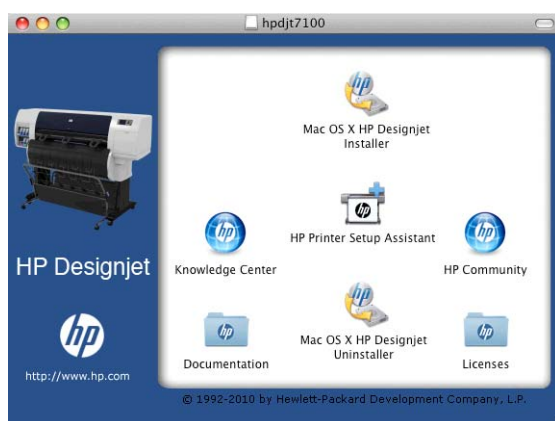 hpdjt7100
Mac OS X HP Designjet
Installer
HP Printer Setup Assistant
Knowledge Center
HP Community
HP Designjet
Mac OS X HP Designjet
Uninstaller
Documentation
Licenses
hp
http://www.hp.com
© 1992-2010 by Hewlett-Packard Development Company, L.P.